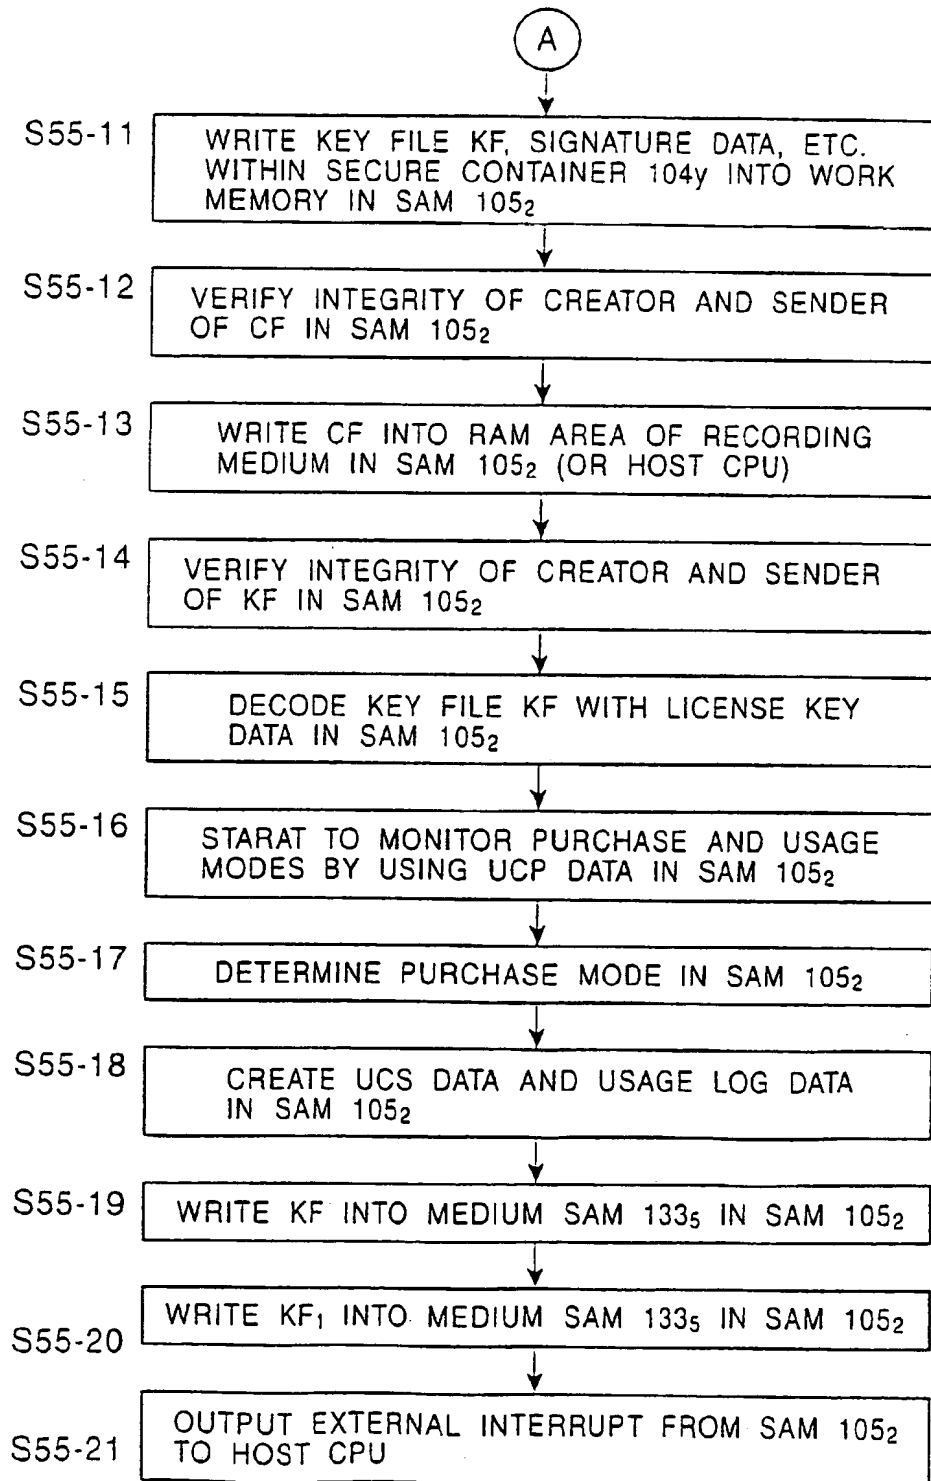 A
S55-11
WRITE KEY FILE KF, SIGNATURE DATA, ETC.
WITHIN SECURE CONTAINER 104y INTO WORK
MEMORY IN SAM 105₂
S55-12
VERIFY INTEGRITY OF CREATOR AND SENDER
OF CF IN SAM 105₂
S55-13
WRITE CF INTO RAM AREA OF RECORDING
MEDIUM IN SAM 105₂ (OR HOST CPU)
S55-14
VERIFY INTEGRITY OF CREATOR AND SENDER
OF KF IN SAM 105₂
S55-15
DECODE KEY FILE KF WITH LICENSE KEY
DATA IN SAM 105₂
S55-16
STARAT TO MONITOR PURCHASE AND USAGE
MODES BY USING UCP DATA IN SAM 105₂
S55-17
DETERMINE PURCHASE MODE IN SAM 105₂
S55-18
CREATE UCS DATA AND USAGE LOG DATA
IN SAM 105₂
S55-19
WRITE KF INTO MEDIUM SAM 133₅ IN SAM 105₂
S55-20
WRITE KF₁ INTO MEDIUM SAM 133₅ IN SAM 105₂
S55-21
OUTPUT EXTERNAL INTERRUPT FROM SAM 105₂
TO HOST CPU